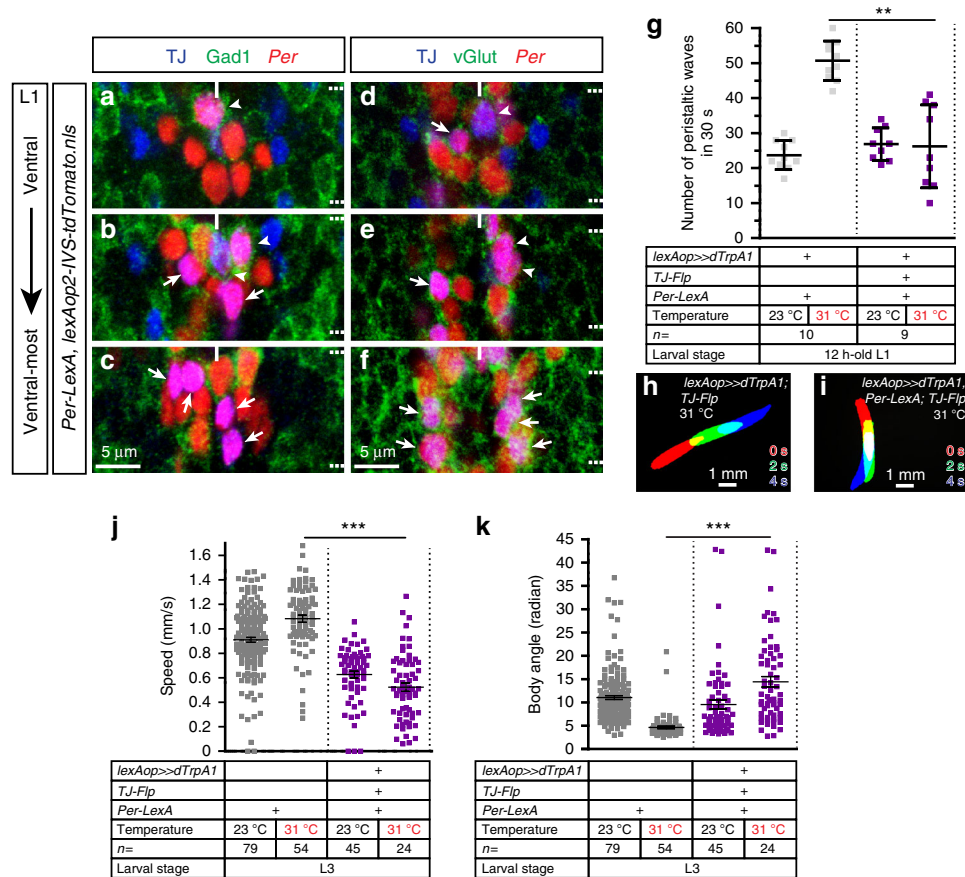 TJ Gad1 Per
TJ vGlut Per
L1
Ventral
Ventral-most
Per-LexA, lexAop2-IVS-tdTomato.nls
a
b
c
5 µm
d
e
f
5 µm
g
**
Number of peristaltic waves
in 30 s
60
50
40
30
20
10
0
lexAop>>dTrpA1 + +
TJ-Flp +
Per-LexA + +
Temperature 23 °C 31 °C 23 °C 31 °C
n= 10 9
Larval stage 12 h-old L1
h
lexAop>>dTrpA1;
TJ-Flp
31 °C
0 s
2 s
4 s
1 mm
i
lexAop>>dTrpA1,
Per-LexA; TJ-Flp
31 °C
0 s
2 s
4 s
1 mm
j
***
Speed (mm/s)
1.6
1.4
1.2
1.0
0.8
0.6
0.4
0.2
0
lexAop>>dTrpA1 +
TJ-Flp +
Per-LexA + +
Temperature 23 °C 31 °C 23 °C 31 °C
n= 79 54 45 24
Larval stage L3
k
***
Body angle (radian)
45
40
35
30
25
20
15
10
5
0
lexAop>>dTrpA1 +
TJ-Flp +
Per-LexA + +
Temperature 23 °C 31 °C 23 °C 31 °C
n= 79 54 45 24
Larval stage L3